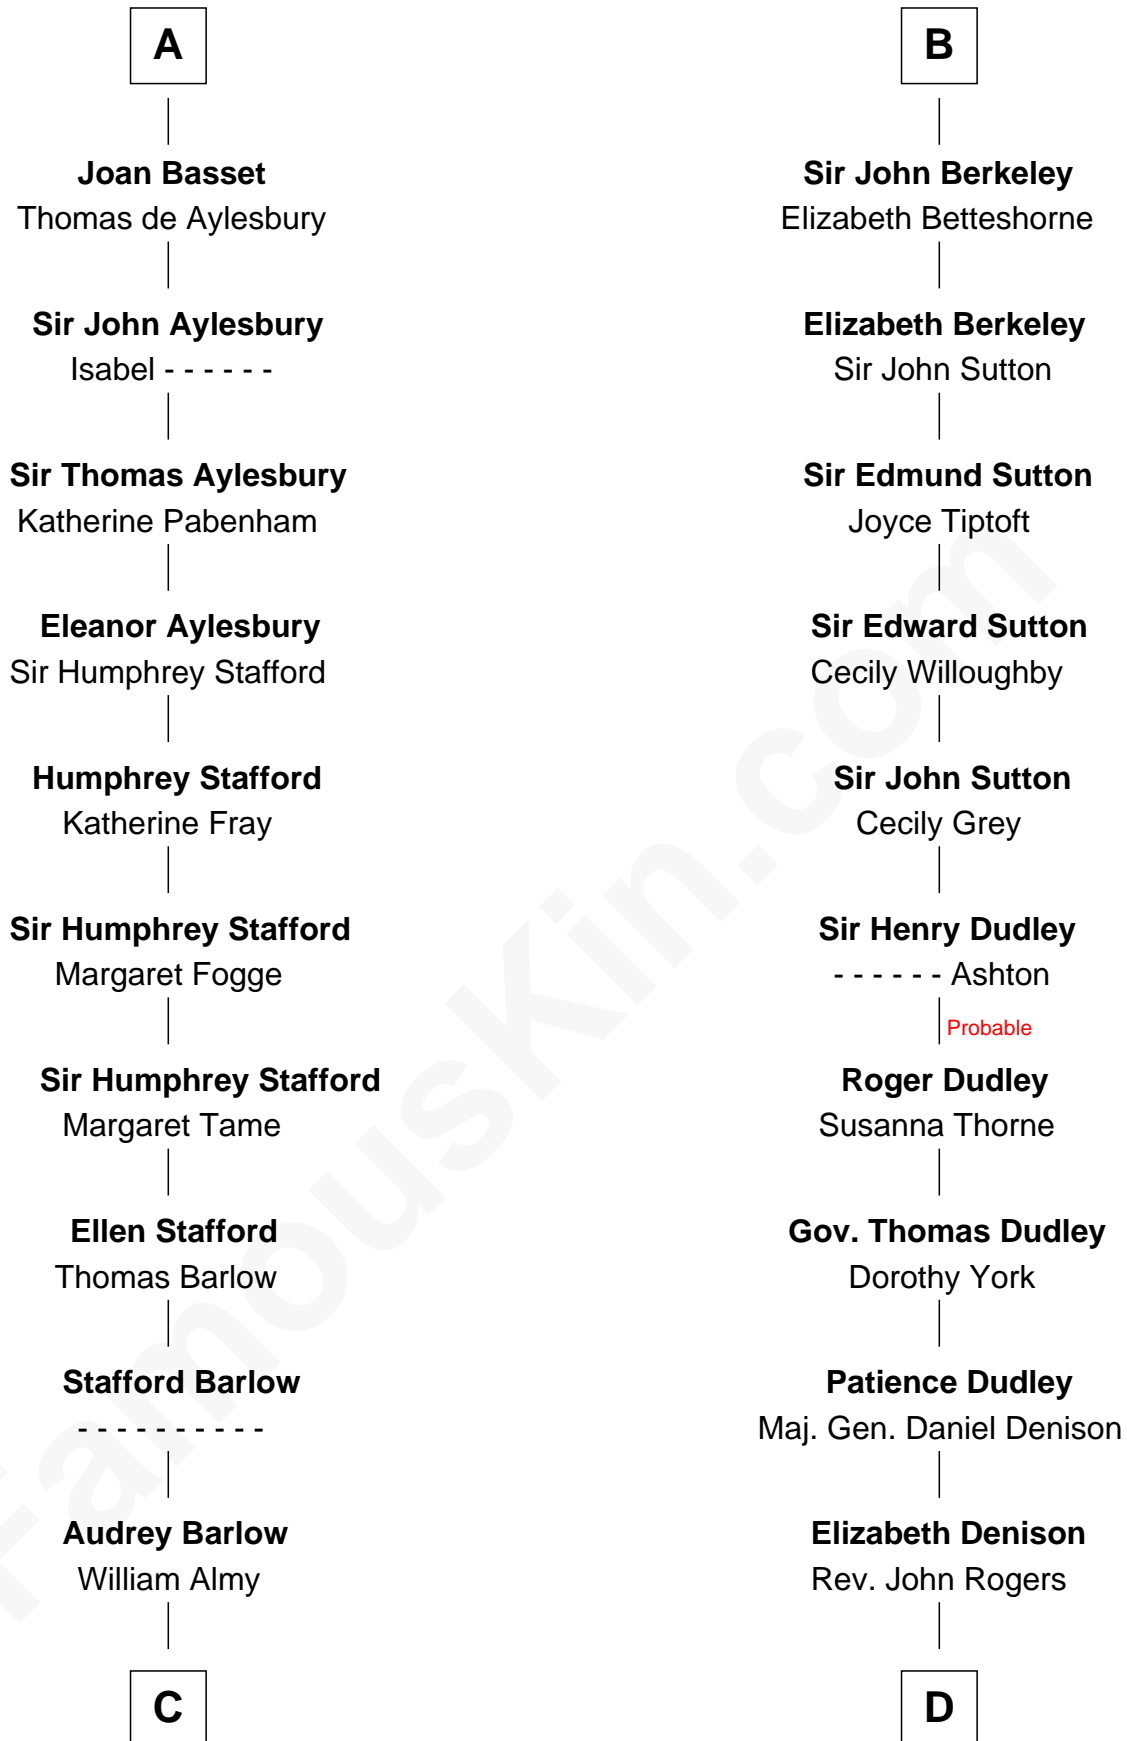 A
Joan Basset
Thomas de Aylesbury
Sir John Aylesbury
Isabel - - - - - -
Sir Thomas Aylesbury
Katherine Pabenham
Eleanor Aylesbury
Sir Humphrey Stafford
Humphrey Stafford
Katherine Fray
Sir Humphrey Stafford
Margaret Fogge
Sir Humphrey Stafford
Margaret Tame
Ellen Stafford
Thomas Barlow
Stafford Barlow
- - - - - - - - - -
Audrey Barlow
William Almy
C
B
Sir John Berkeley
Elizabeth Betteshorne
Elizabeth Berkeley
Sir John Sutton
Sir Edmund Sutton
Joyce Tiptoft
Sir Edward Sutton
Cecily Willoughby
Sir John Sutton
Cecily Grey
Sir Henry Dudley
- - - - - - Ashton
Probable
Roger Dudley
Susanna Thorne
Gov. Thomas Dudley
Dorothy York
Patience Dudley
Maj. Gen. Daniel Denison
Elizabeth Denison
Rev. John Rogers
D
FamousKin.com